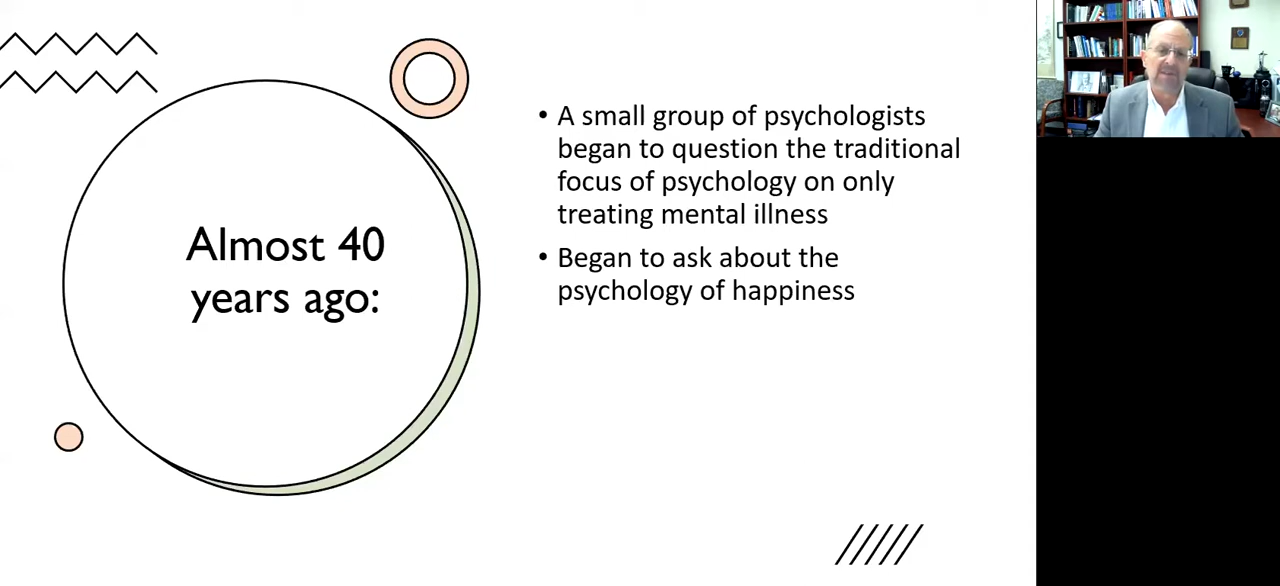 Almost 40
years ago:
• A small group of psychologists
began to question the traditional
focus of psychology on only
treating mental illness
• Began to ask about the
psychology of happiness